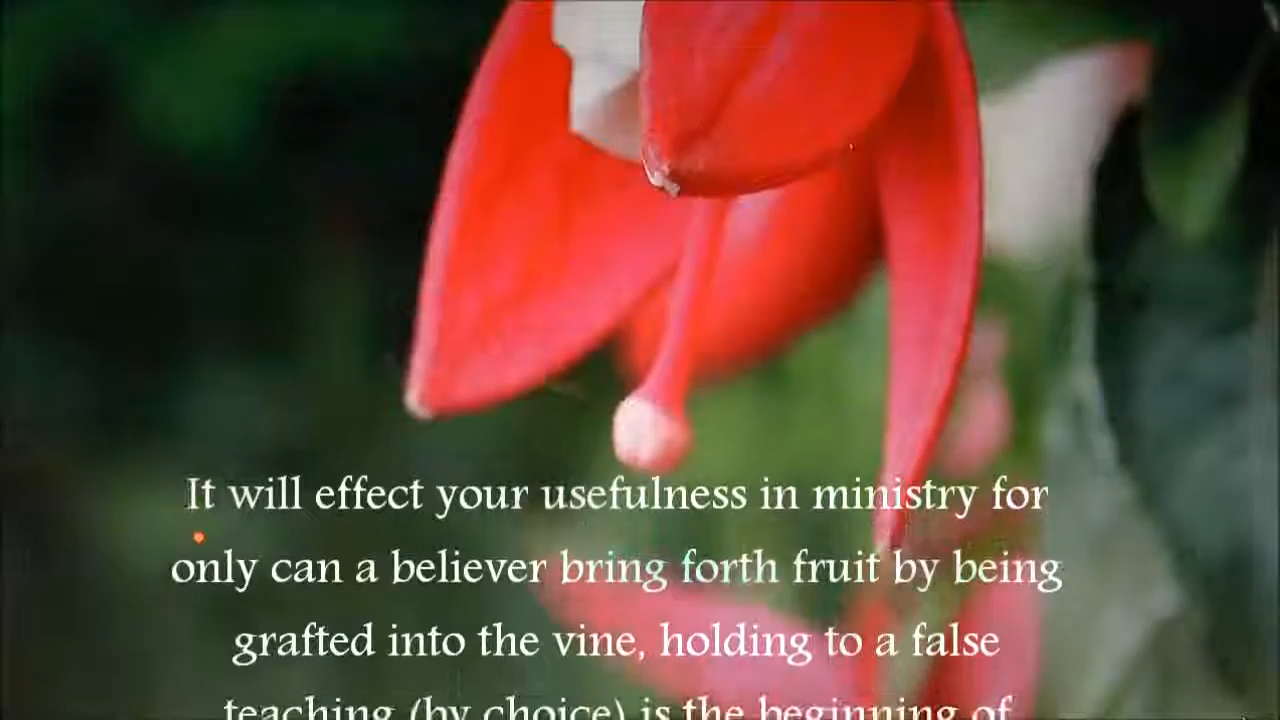 It will effect your usefulness in ministry for
only can a believer bring forth fruit by being
grafted into the vine, holding to a false
teaching (by choice) is the beginning of